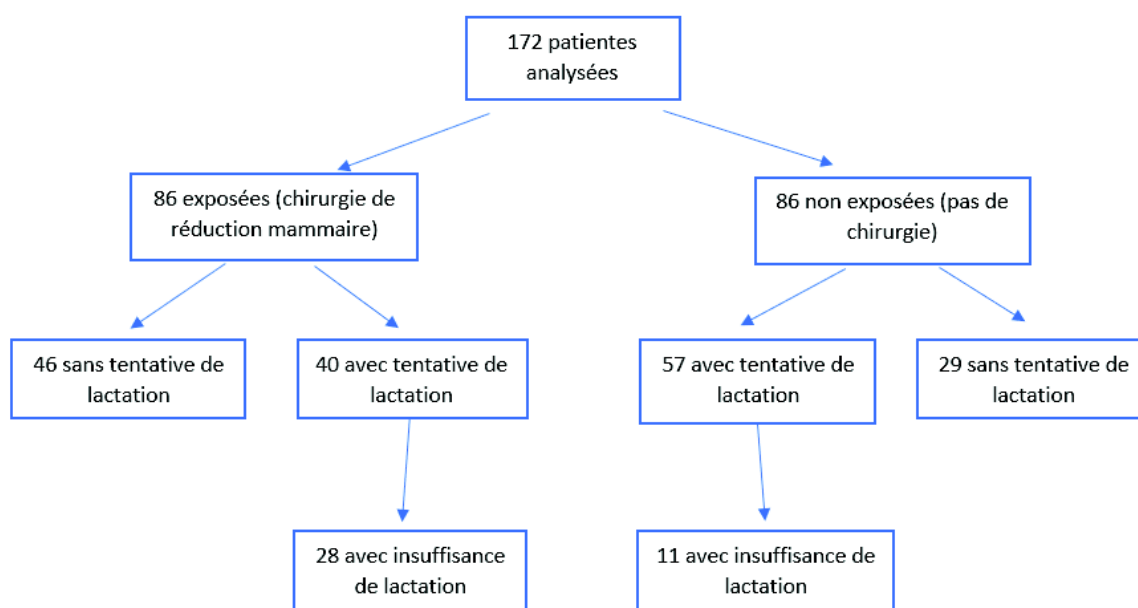 172 patientes
analysées
86 exposées (chirurgie de
réduction mammaire)
86 non exposées (pas de
chirurgie)
46 sans tentative de
lactation
40 avec tentative de
lactation
57 avec tentative de
lactation
29 sans tentative de
lactation
28 avec insuffisance
de lactation
11 avec insuffisance de
lactation